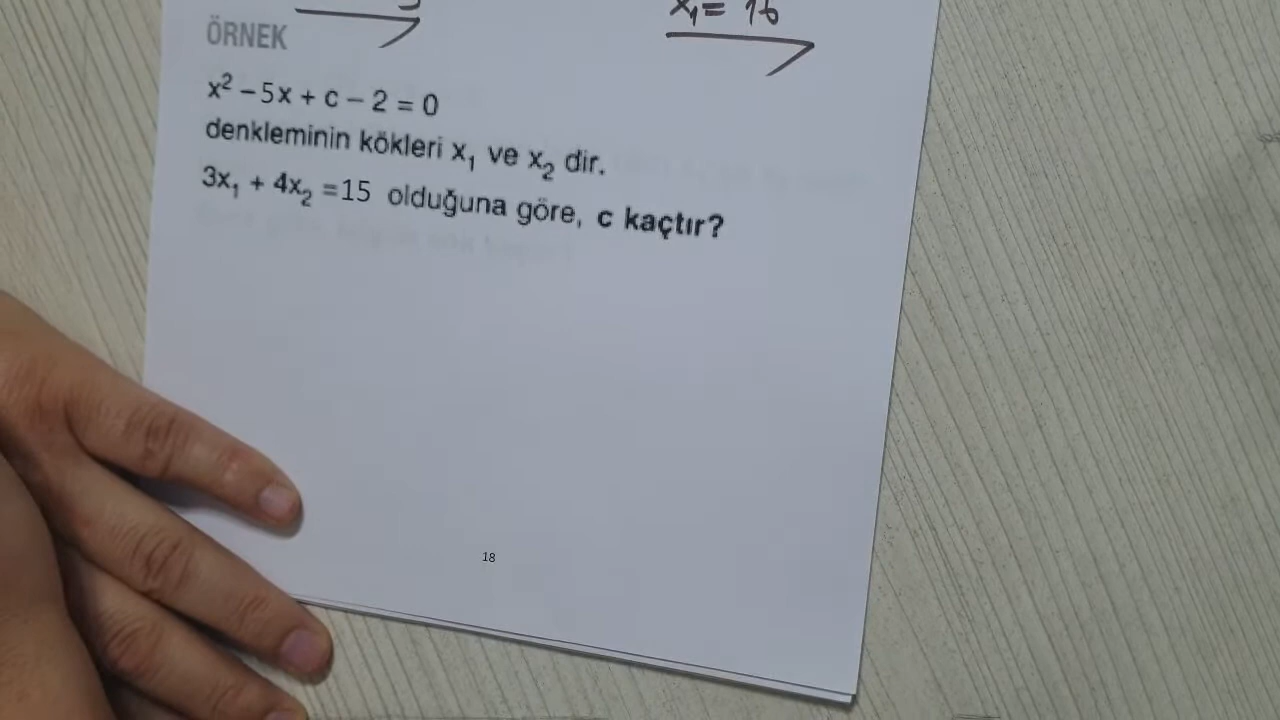 x₁= 16
ÖRNEK
x² – 5x + c – 2 = 0
denkleminin kökleri x₁ ve x₂ dir.
3x₁ + 4x₂ =15 olduğuna göre, c kaçtır?
18